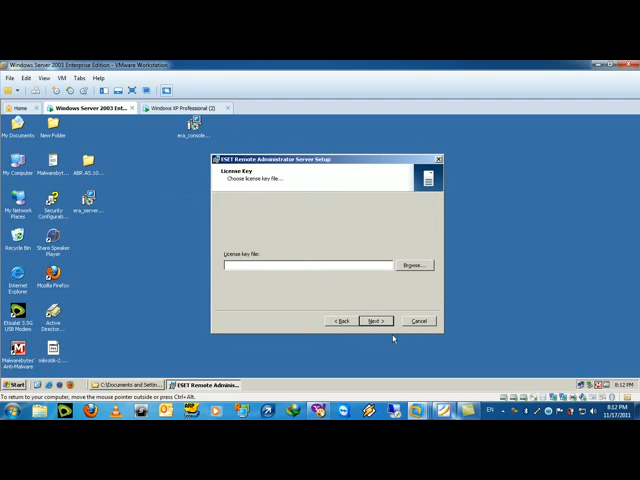 Windows Server 2003 Enterprise Edition - VMware Workstation
File Edit View VM Tabs Help
Home Windows Server 2003 Ent... Windows XP Professional (2)
My Documents New Folder era_console...
ESET Remote Administrator Server Setup
License Key
Choose license key file...
My Computer Malwarebyt... ABR.AS.10...
My Network Places Security Configurati... era_server...
Recycle Bin Share Speaker Player
License key file:
Browse...
Internet Explorer Mozilla Firefox
Etisalat 3.5G USB Modem Active Director...
< Back Next > Cancel
Malwarebytes' Anti-Malware mikrotik-2...
Start C:\Documents and Settin... ESET Remote Adminis... 8:12 PM
To return to your computer, move the mouse pointer outside or press Ctrl+Alt.
EN 8:12 PM
11/17/2011